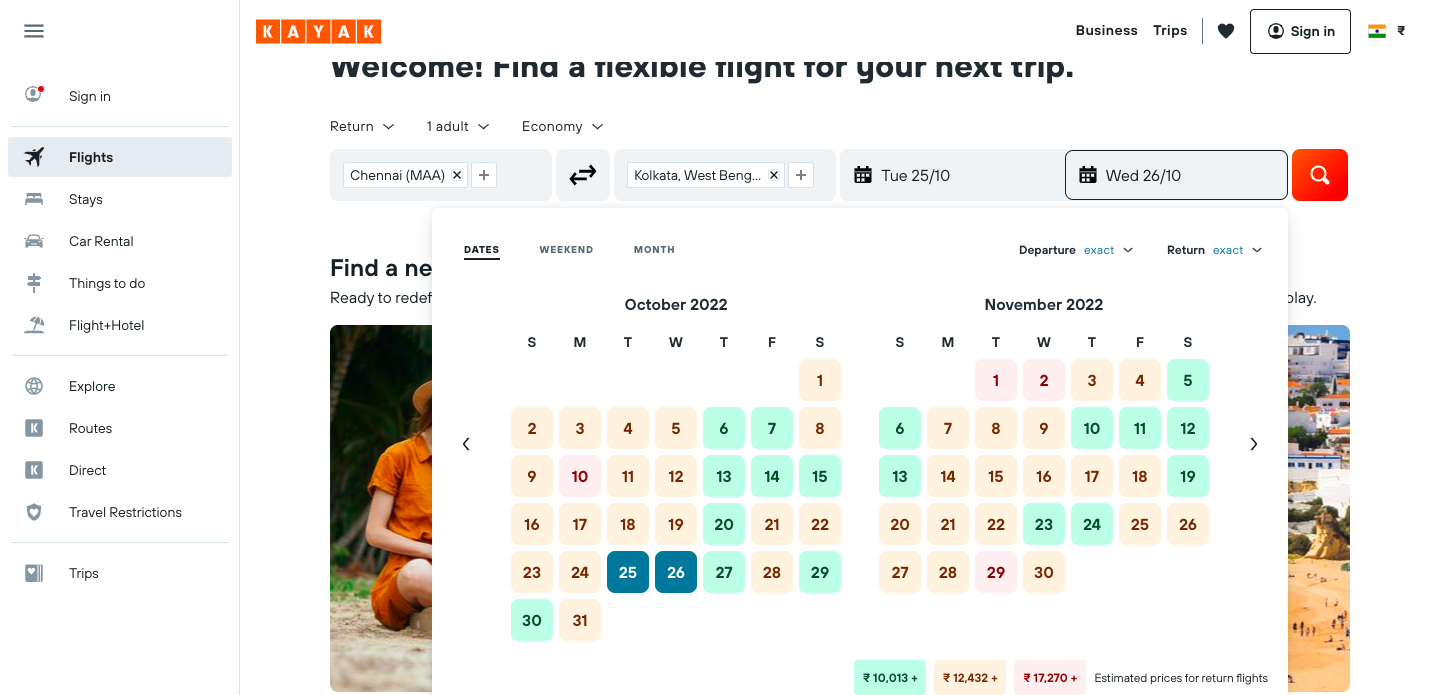 KAYAK
Business Trips Sign in ₹
Sign in
Flights
Stays
Car Rental
Things to do
Flight+Hotel
Explore
Routes
Direct
Travel Restrictions
Trips
Welcome! Find a flexible flight for your next trip.
Return 1 adult Economy
Chennai (MAA) Kolkata, West Beng... Tue 25/10 Wed 26/10
Find a ne
Ready to redef
play.
DATES WEEKEND MONTH Departure exact Return exact
October 2022
S M T W T F S
1
2 3 4 5 6 7 8
9 10 11 12 13 14 15
16 17 18 19 20 21 22
23 24 25 26 27 28 29
30 31
November 2022
S M T W T F S
1 2 3 4 5
6 7 8 9 10 11 12
13 14 15 16 17 18 19
20 21 22 23 24 25 26
27 28 29 30
₹ 10,013 + ₹ 12,432 + ₹ 17,270 + Estimated prices for return flights